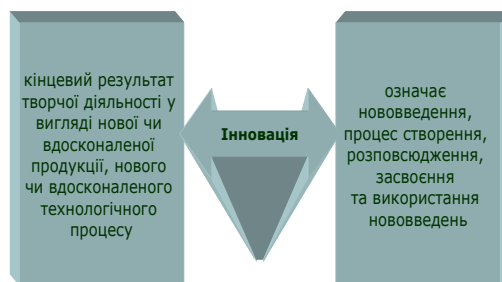 кінцевий результат
творчої діяльності у
вигляді нової чи
вдосконаленої
продукції, нового
чи вдосконаленого
технологічного
процесу
Інновація
означає
нововведення,
процес створення,
розповсюдження,
засвоєння
та використання
нововведень